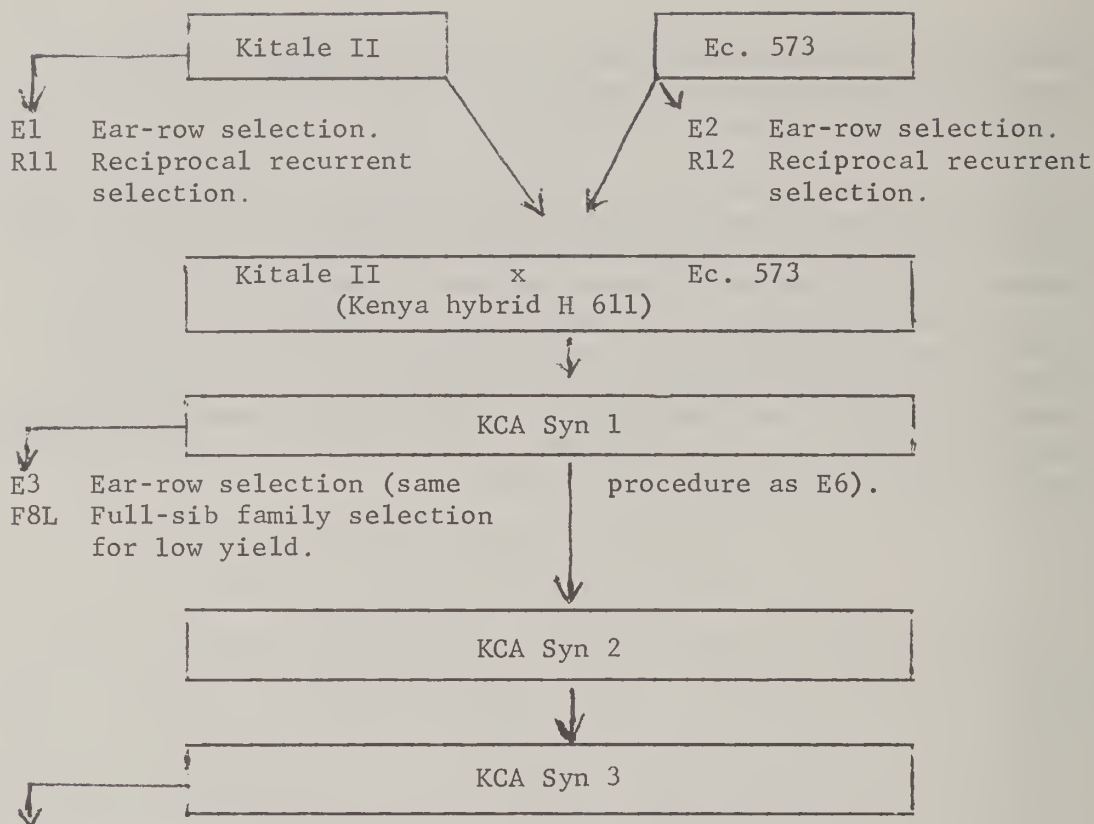 Kitale II
Ec. 573
E1 Ear-row selection.
R11 Reciprocal recurrent
selection.
E2 Ear-row selection.
R12 Reciprocal recurrent
selection.
Kitale II x Ec. 573
(Kenya hybrid H 611)
KCA Syn 1
E3 Ear-row selection (same procedure as E6).
F8L Full-sib family selection
for low yield.
KCA Syn 2
KCA Syn 3